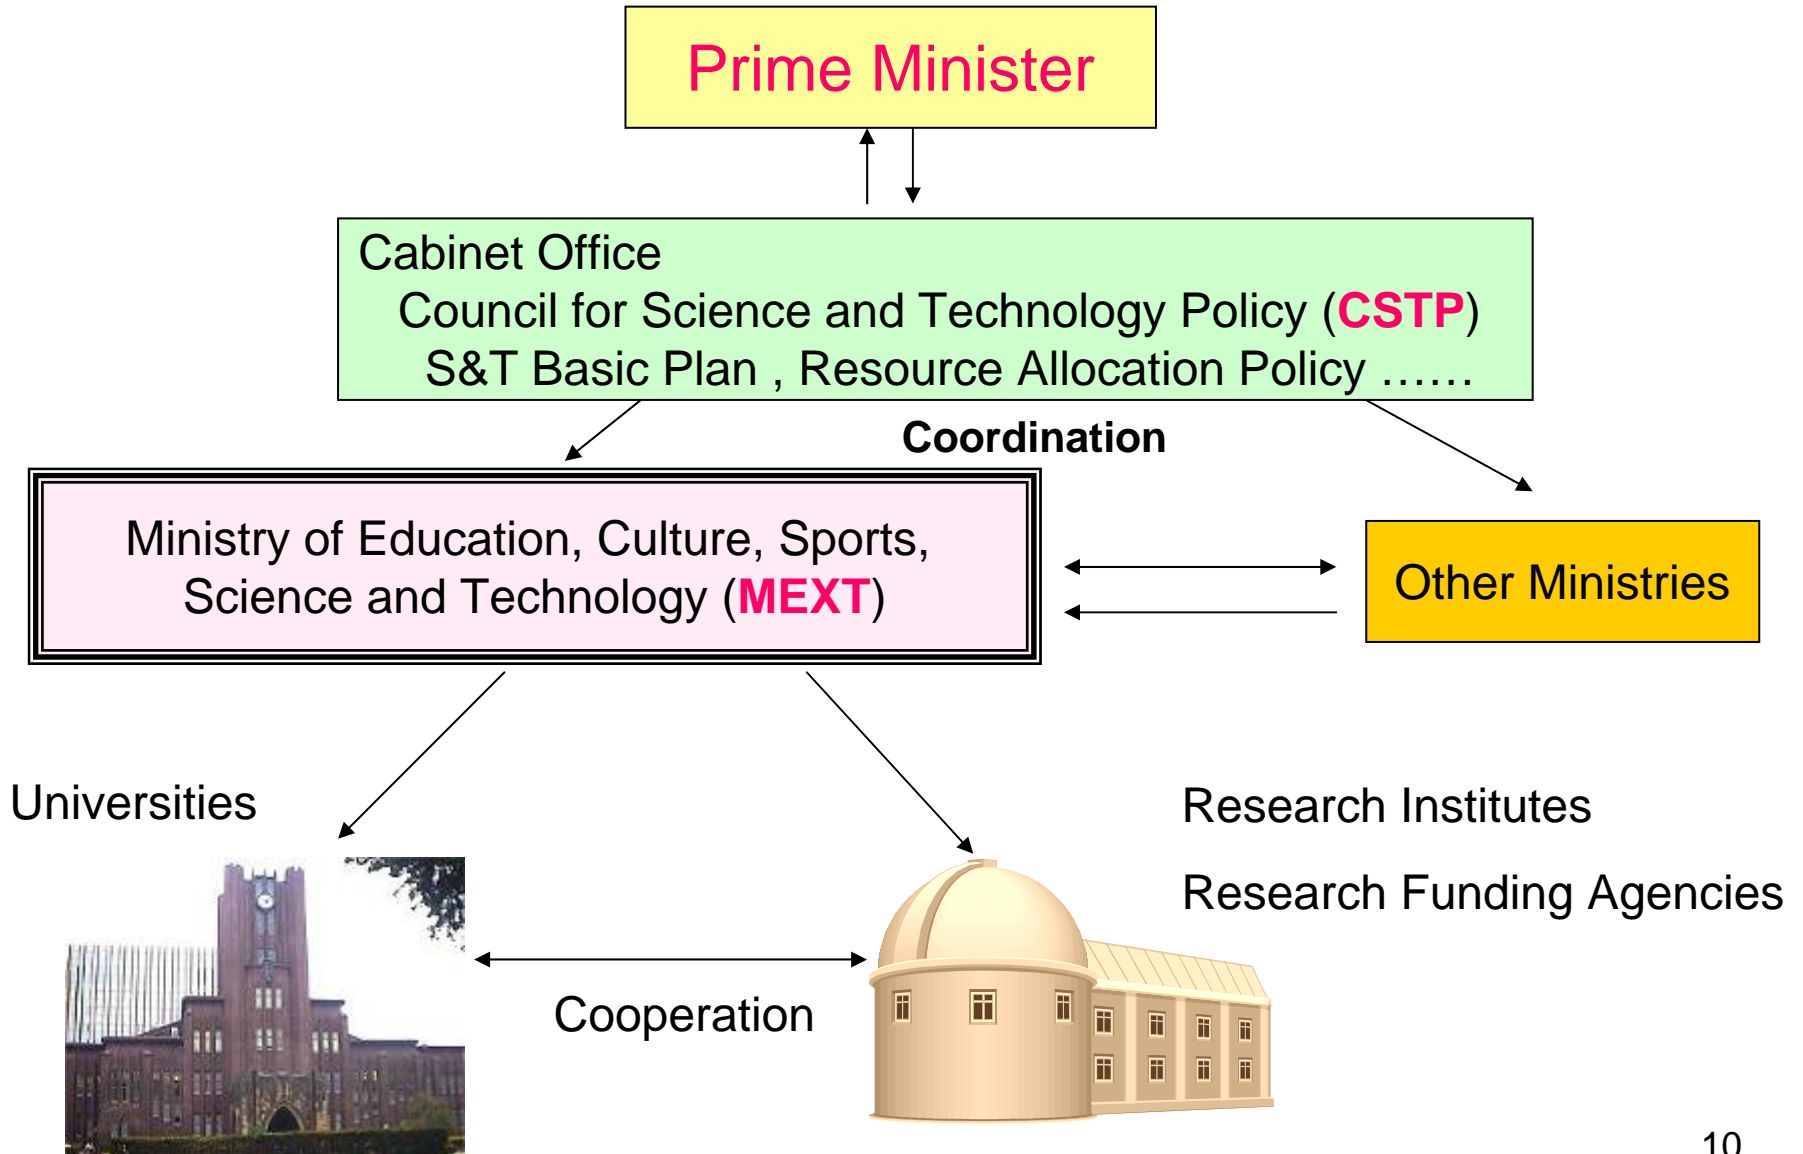 Prime Minister
Cabinet Office
Council for Science and Technology Policy (CSTP)
S&T Basic Plan , Resource Allocation Policy ……
Coordination
Ministry of Education, Culture, Sports,
Science and Technology (MEXT)
Other Ministries
Universities
Research Institutes
Research Funding Agencies
Cooperation
10